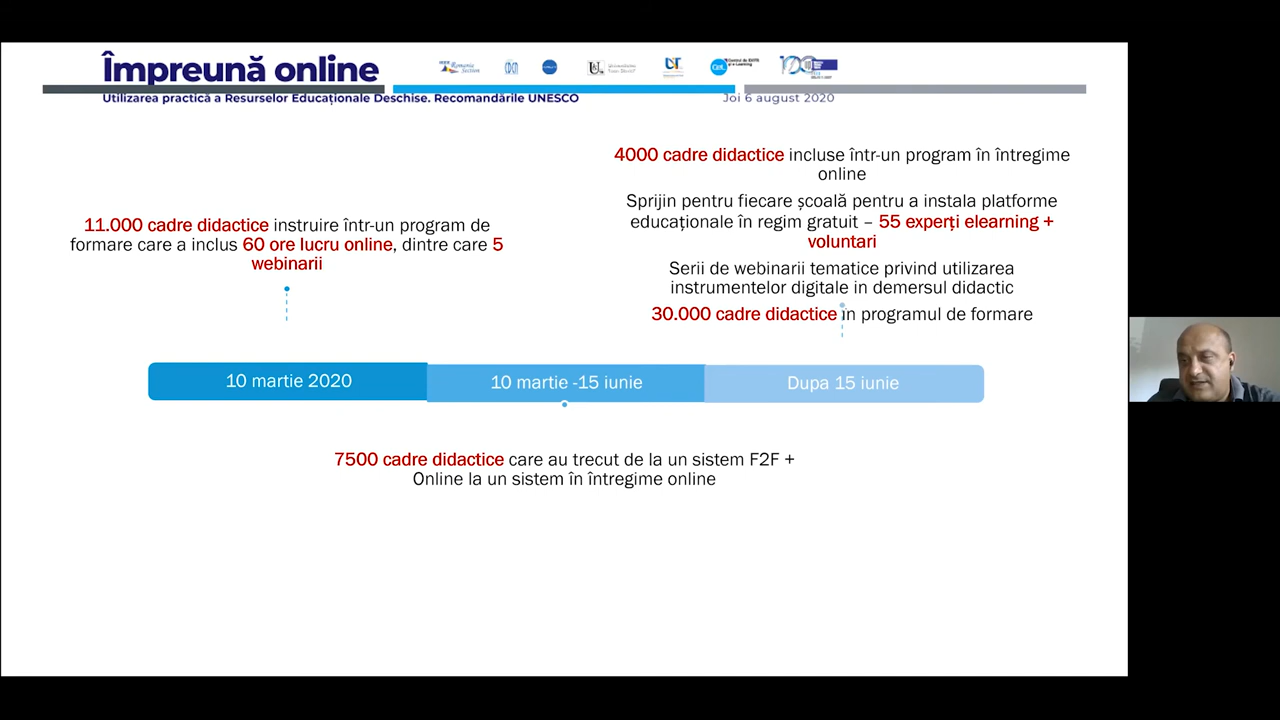 Împreună online
Utilizarea practică a Resurselor Educaționale Deschise. Recomandările UNESCO
Joi 6 august 2020
11.000 cadre didactice instruire într-un program de
formare care a inclus 60 ore lucru online, dintre care 5
webinarii
4000 cadre didactice incluse într-un program în întregime
online
Sprijin pentru fiecare școală pentru a instala platforme
educaționale în regim gratuit – 55 experți elearning +
voluntari
Serii de webinarii tematice privind utilizarea
instrumentelor digitale in demersul didactic
30.000 cadre didactice in programul de formare
10 martie 2020
10 martie -15 iunie
Dupa 15 iunie
7500 cadre didactice care au trecut de la un sistem F2F +
Online la un sistem în întregime online